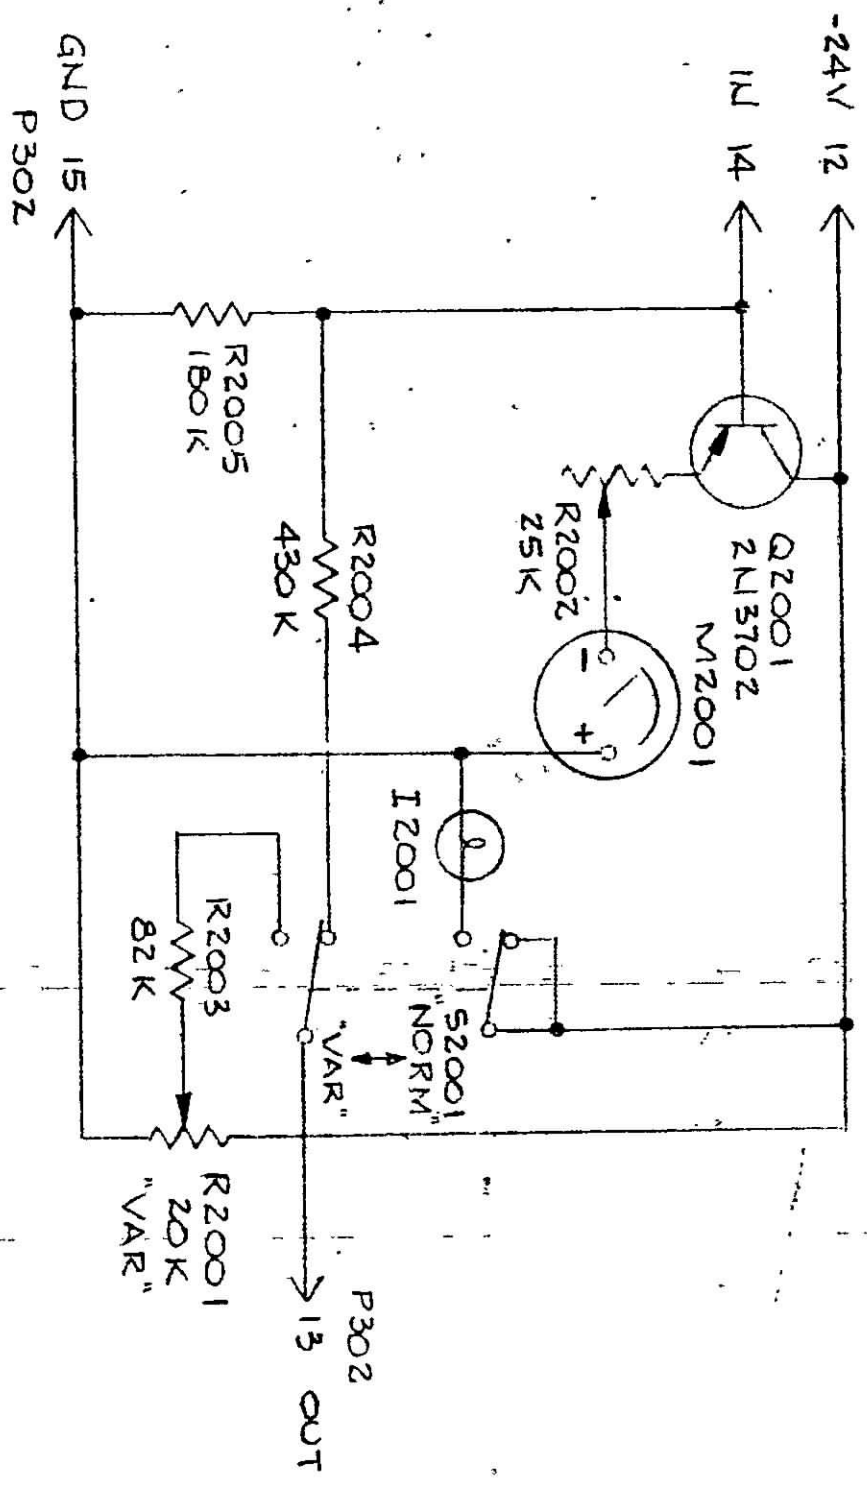 -24V 12
IN 14
GND 15
P302
Q2001
2N3702
M2001
-
+
R2002
25K
R2005
180K
R2004
430K
I2001
S2001
"NORM"
"VAR"
R2003
82K
R2001
20K
"VAR"
P302
13 OUT